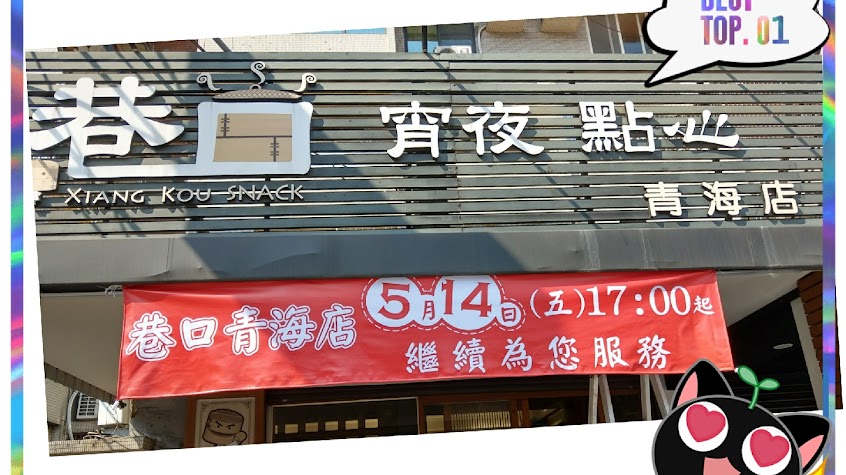 BEST
TOP. 01
巷口 宵夜 點心
XIANG KOU SNACK
青海店
5月14日(五)17:00起
巷口青海店
繼續為您服務